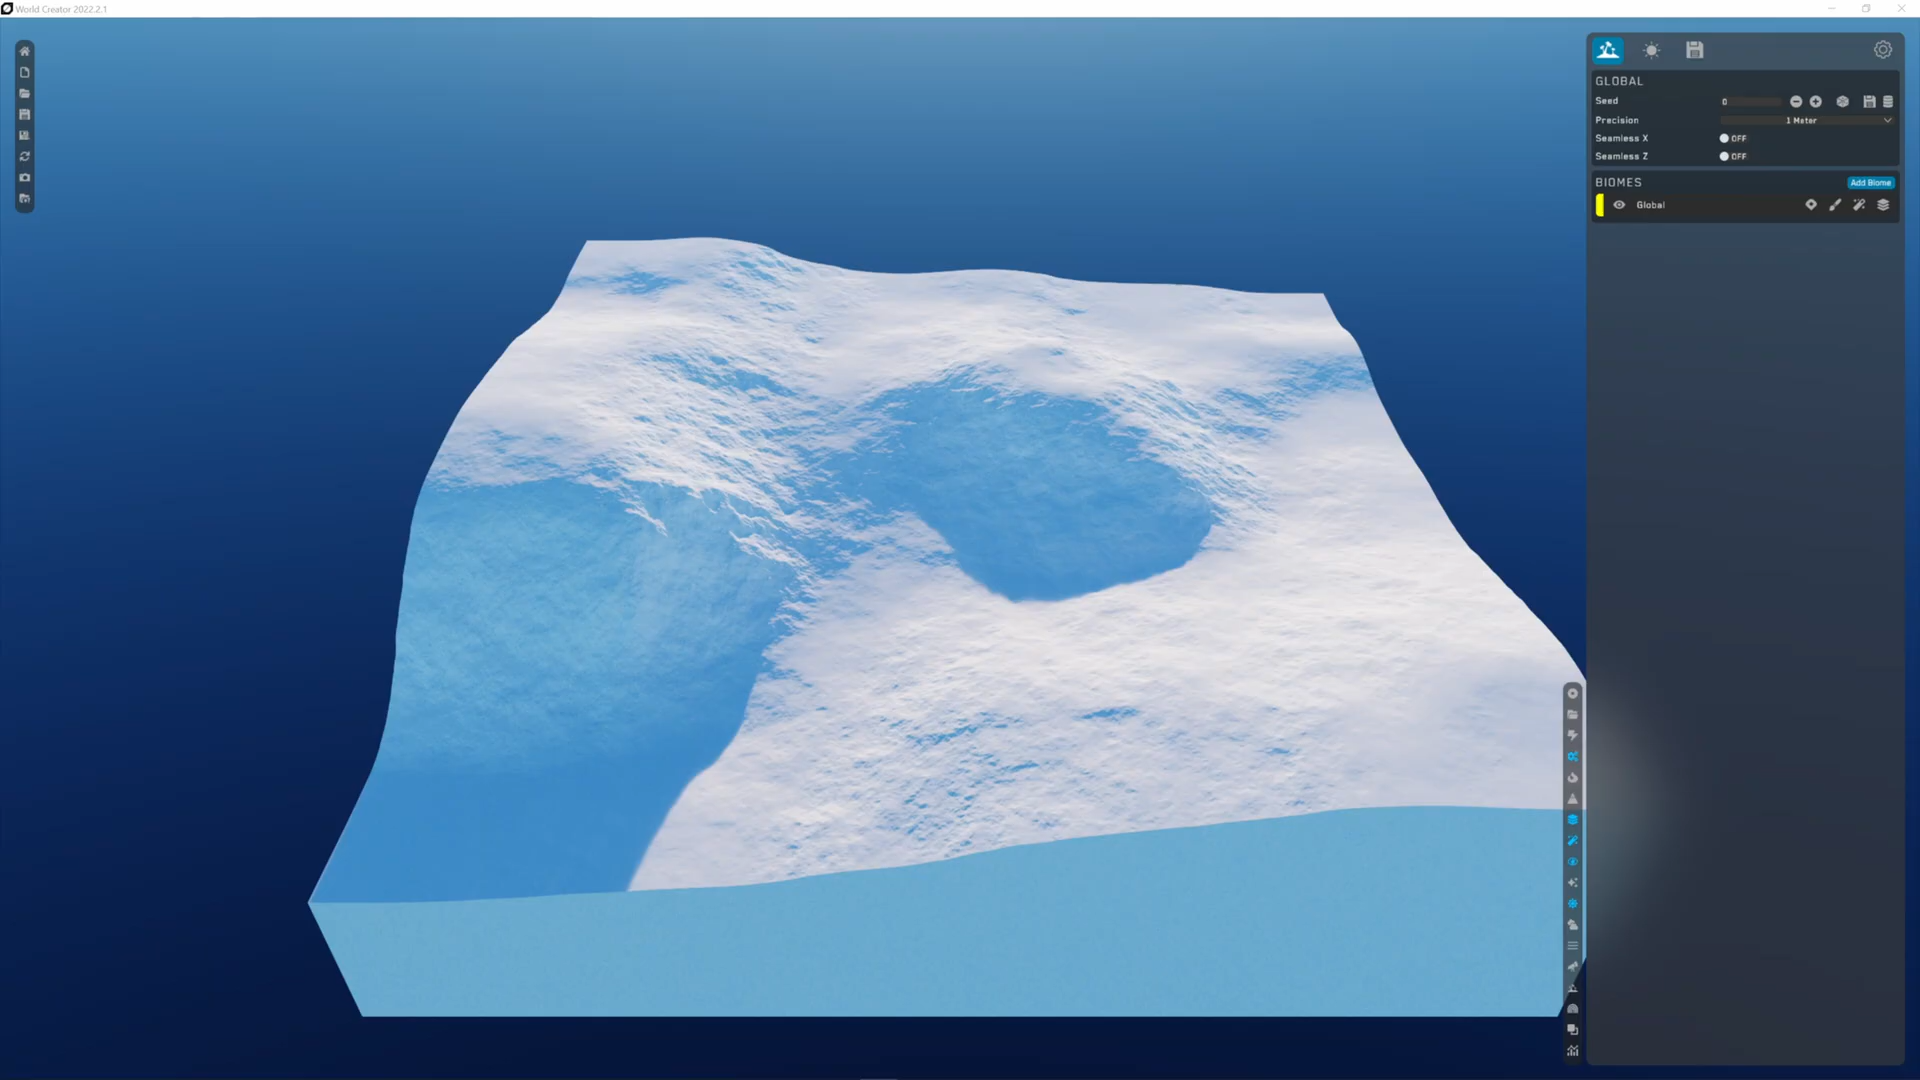 World Creator 2022.2.1
GLOBAL
Seed 0
Precision 1 Meter
Seamless X OFF
Seamless Z OFF
BIOMES Add Biome
Global